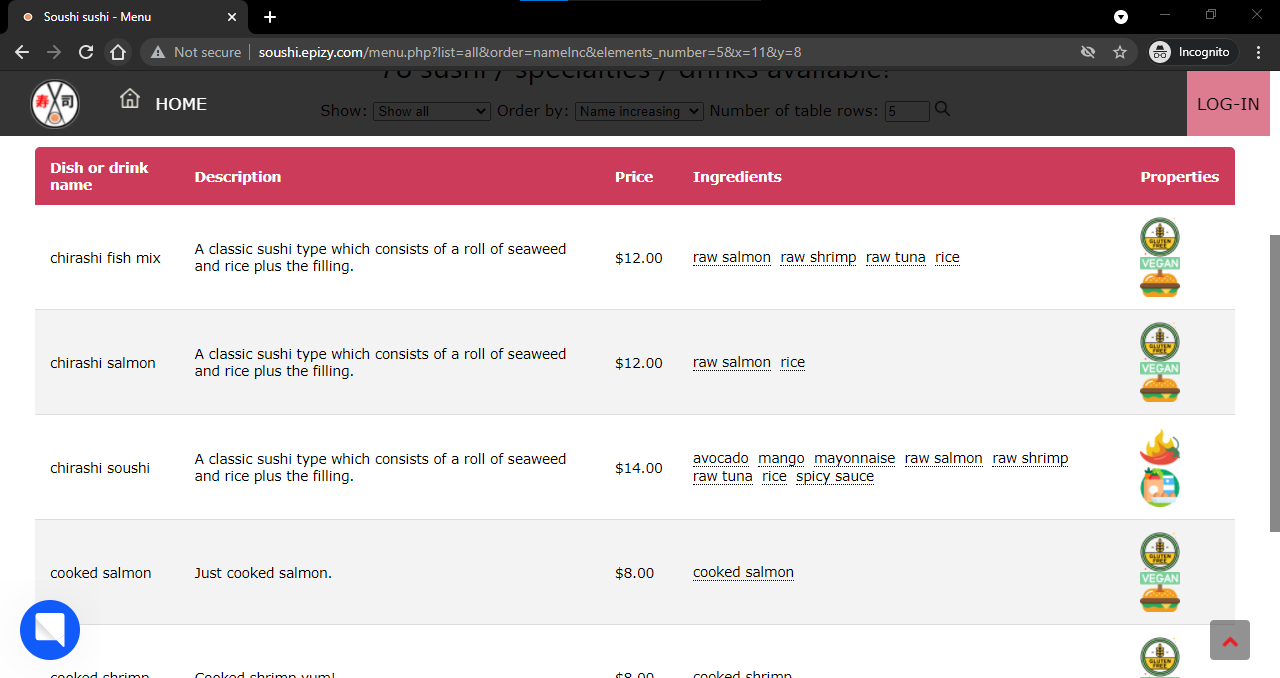 Soushi sushi - Menu
Not secure
soushi.epizy.com/menu.php?list=all&order=nameInc&elements_number=5&x=11&y=8
Incognito
78 sushi / specialties / drinks available!
寿 司
HOME
Show: Show all Order by: Name increasing Number of table rows: 5
LOG-IN
Dish or drink
name
Description
Price
Ingredients
Properties
chirashi fish mix
A classic sushi type which consists of a roll of seaweed
and rice plus the filling.
$12.00
raw salmon raw shrimp raw tuna rice
GLUTEN
FREE
VEGAN
chirashi salmon
A classic sushi type which consists of a roll of seaweed
and rice plus the filling.
$12.00
raw salmon rice
GLUTEN
FREE
VEGAN
chirashi soushi
A classic sushi type which consists of a roll of seaweed
and rice plus the filling.
$14.00
avocado mango mayonnaise raw salmon raw shrimp
raw tuna rice spicy sauce
cooked salmon
Just cooked salmon.
$8.00
cooked salmon
GLUTEN
FREE
VEGAN
cooked shrimp
Cooked shrimp yum!
$8.00
cooked shrimp
GLUTEN
FREE